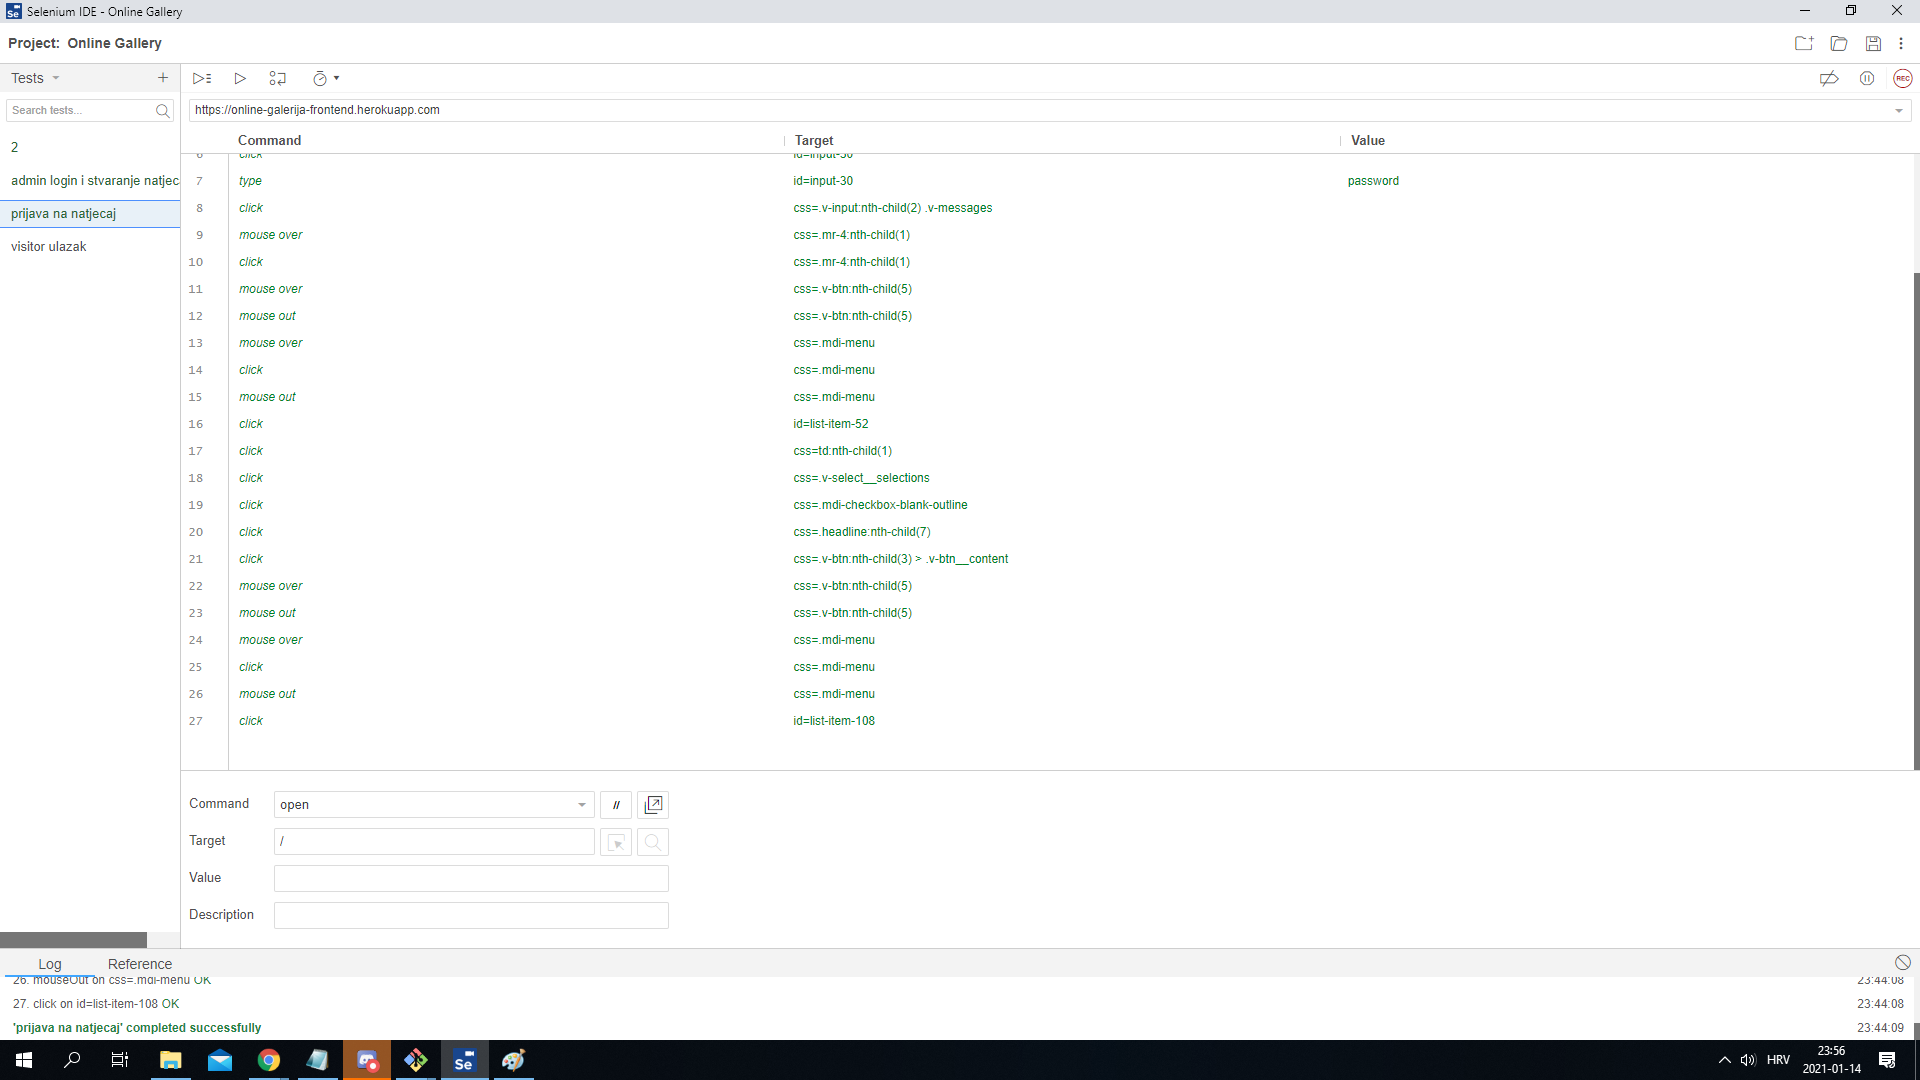 Selenium IDE - Online Gallery
Project: Online Gallery
Tests
Search tests...
https://online-galerija-frontend.herokuapp.com
REC
2
admin login i stvaranje natjec
prijava na natjecaj
visitor ulazak
Command Target Value
6 click id=input-30
7 type id=input-30 password
8 click css=.v-input:nth-child(2) .v-messages
9 mouse over css=.mr-4:nth-child(1)
10 click css=.mr-4:nth-child(1)
11 mouse over css=.v-btn:nth-child(5)
12 mouse out css=.v-btn:nth-child(5)
13 mouse over css=.mdi-menu
14 click css=.mdi-menu
15 mouse out css=.mdi-menu
16 click id=list-item-52
17 click css=td:nth-child(1)
18 click css=.v-select__selections
19 click css=.mdi-checkbox-blank-outline
20 click css=.headline:nth-child(7)
21 click css=.v-btn:nth-child(3) > .v-btn__content
22 mouse over css=.v-btn:nth-child(5)
23 mouse out css=.v-btn:nth-child(5)
24 mouse over css=.mdi-menu
25 click css=.mdi-menu
26 mouse out css=.mdi-menu
27 click id=list-item-108
Command open //
Target /
Value
Description
Log Reference
26. mouseOut on css=.mdi-menu OK 23:44:08
27. click on id=list-item-108 OK 23:44:08
'prijava na natjecaj' completed successfully 23:44:09
Se
HRV
23:56
2021-01-14